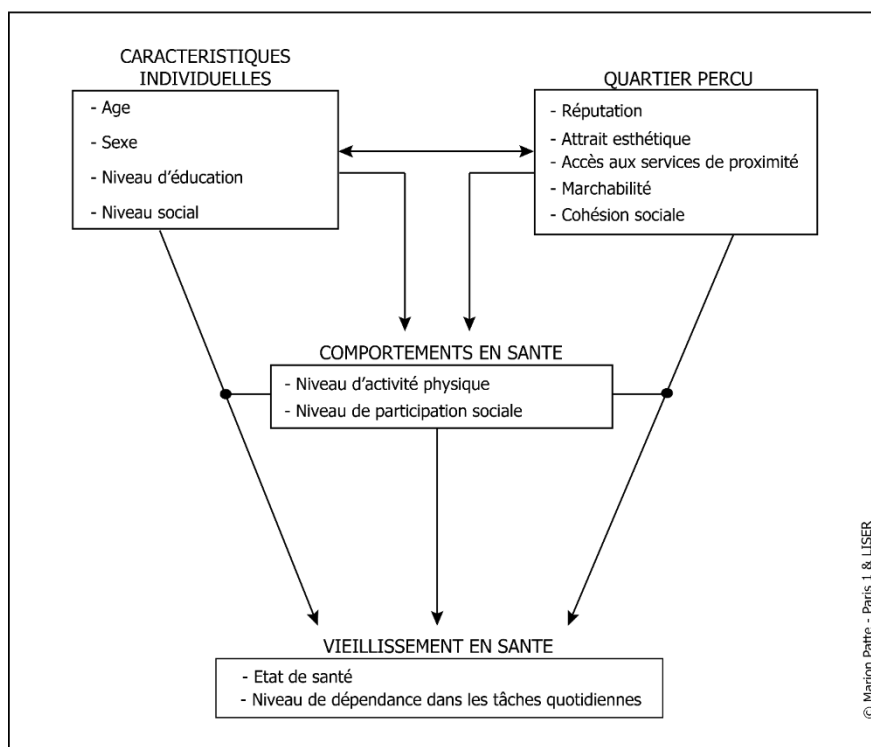 CARACTERISTIQUES
INDIVIDUELLES
- Age
- Sexe
- Niveau d'éducation
- Niveau social
QUARTIER PERCU
- Réputation
- Attrait esthétique
- Accès aux services de proximité
- Marchabilité
- Cohésion sociale
COMPORTEMENTS EN SANTE
- Niveau d'activité physique
- Niveau de participation sociale
VIEILLISSEMENT EN SANTE
- Etat de santé
- Niveau de dépendance dans les tâches quotidiennes
© Marion Patte - Paris 1 & LISER